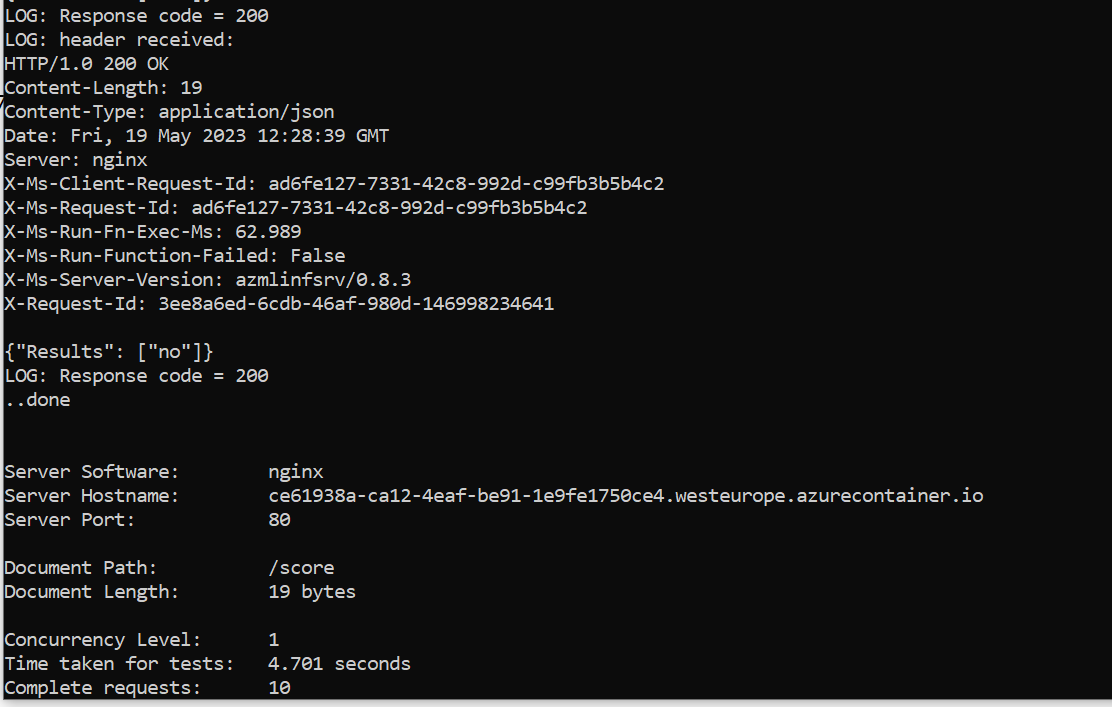 LOG: Response code = 200
LOG: header received:
HTTP/1.0 200 OK
Content-Length: 19
Content-Type: application/json
Date: Fri, 19 May 2023 12:28:39 GMT
Server: nginx
X-Ms-Client-Request-Id: ad6fe127-7331-42c8-992d-c99fb3b5b4c2
X-Ms-Request-Id: ad6fe127-7331-42c8-992d-c99fb3b5b4c2
X-Ms-Run-Fn-Exec-Ms: 62.989
X-Ms-Run-Function-Failed: False
X-Ms-Server-Version: azmlinfsrv/0.8.3
X-Request-Id: 3ee8a6ed-6cdb-46af-980d-146998234641
{"Results": ["no"]}
LOG: Response code = 200
..done
Server Software: nginx
Server Hostname: ce61938a-ca12-4eaf-be91-1e9fe1750ce4.westeurope.azurecontainer.io
Server Port: 80
Document Path: /score
Document Length: 19 bytes
Concurrency Level: 1
Time taken for tests: 4.701 seconds
Complete requests: 10